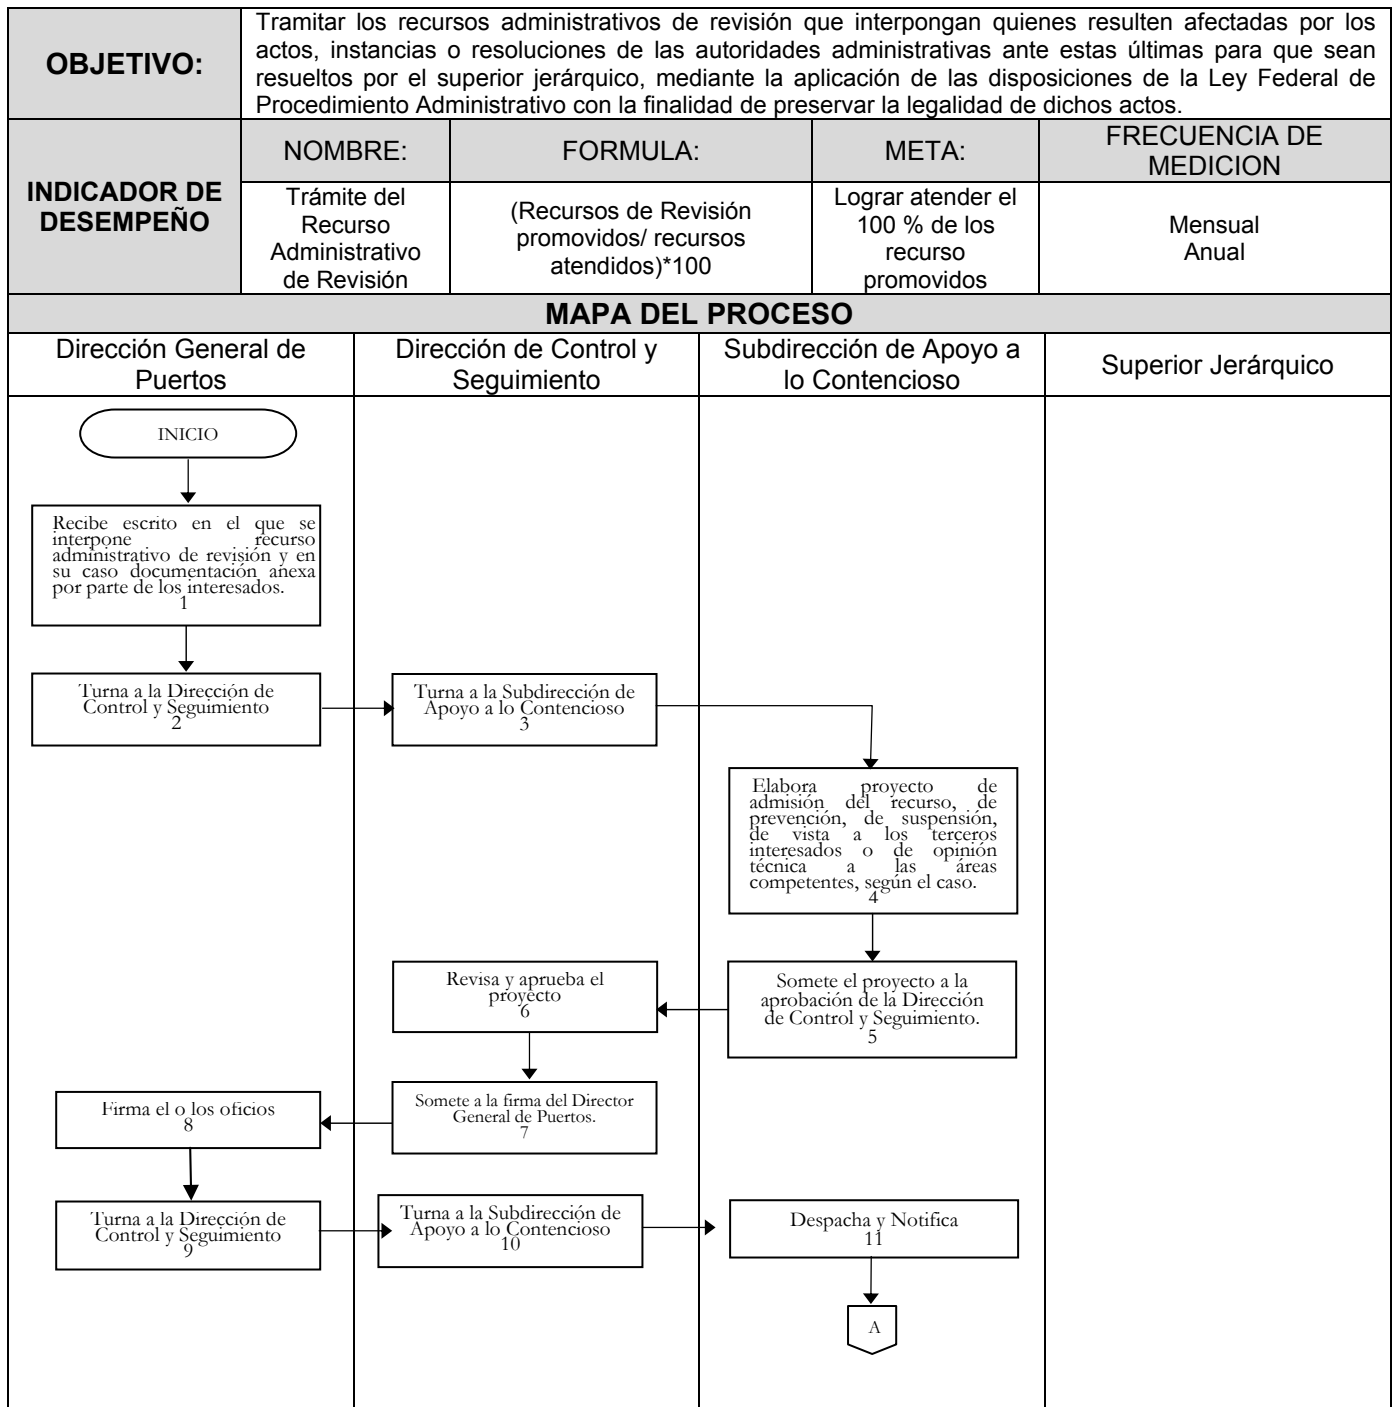 OBJETIVO:
Tramitar los recursos administrativos de revisión que interpongan quienes resulten afectadas por los
actos, instancias o resoluciones de las autoridades administrativas ante estas últimas para que sean
resueltos por el superior jerárquico, mediante la aplicación de las disposiciones de la Ley Federal de
Procedimiento Administrativo con la finalidad de preservar la legalidad de dichos actos.
INDICADOR DE
DESEMPEÑO
NOMBRE:
FORMULA:
META:
FRECUENCIA DE
MEDICION
Trámite del
Recurso
Administrativo
de Revisión
(Recursos de Revisión
promovidos/ recursos
atendidos)*100
Lograr atender el
100 % de los
recurso
promovidos
Mensual
Anual
MAPA DEL PROCESO
Dirección General de
Puertos
Dirección de Control y
Seguimiento
Subdirección de Apoyo a
lo Contencioso
Superior Jerárquico
INICIO
Recibe escrito en el que se
interpone recurso
administrativo de revisión y en
su caso documentación anexa
por parte de los interesados.
1
Turna a la Dirección de
Control y Seguimiento
2
Turna a la Subdirección de
Apoyo a lo Contencioso
3
Elabora proyecto de
admisión del recurso, de
prevención, de suspensión,
de vista a los terceros
interesados o de opinión
técnica a las áreas
competentes, según el caso.
4
Somete el proyecto a la
aprobación de la Dirección
de Control y Seguimiento.
5
Revisa y aprueba el
proyecto
6
Somete a la firma del Director
General de Puertos.
7
Firma el o los oficios
8
Turna a la Dirección de
Control y Seguimiento
9
Turna a la Subdirección de
Apoyo a lo Contencioso
10
Despacha y Notifica
11
A